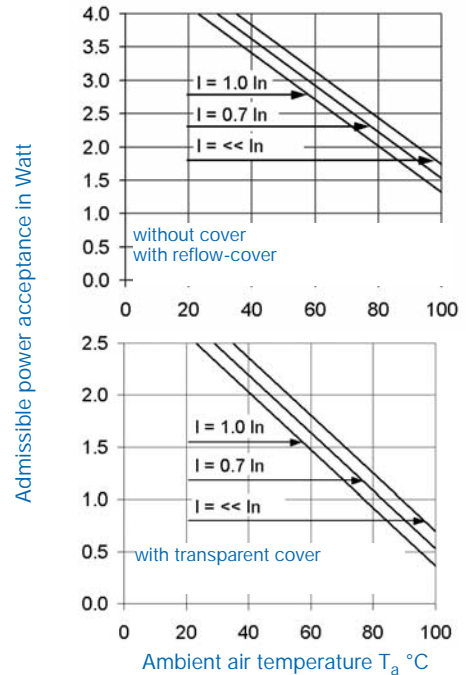 Admissible power acceptance in Watt
4.0
3.5
3.0
2.5
2.0
1.5
1.0
0.5
0.0
I = 1.0 In
I = 0.7 In
I = << In
without cover
with reflow-cover
0 20 40 60 80 100
2.5
2.0
1.5
1.0
0.5
0.0
I = 1.0 In
I = 0.7 In
I = << In
with transparent cover
0 20 40 60 80 100
Ambient air temperature Ta °C